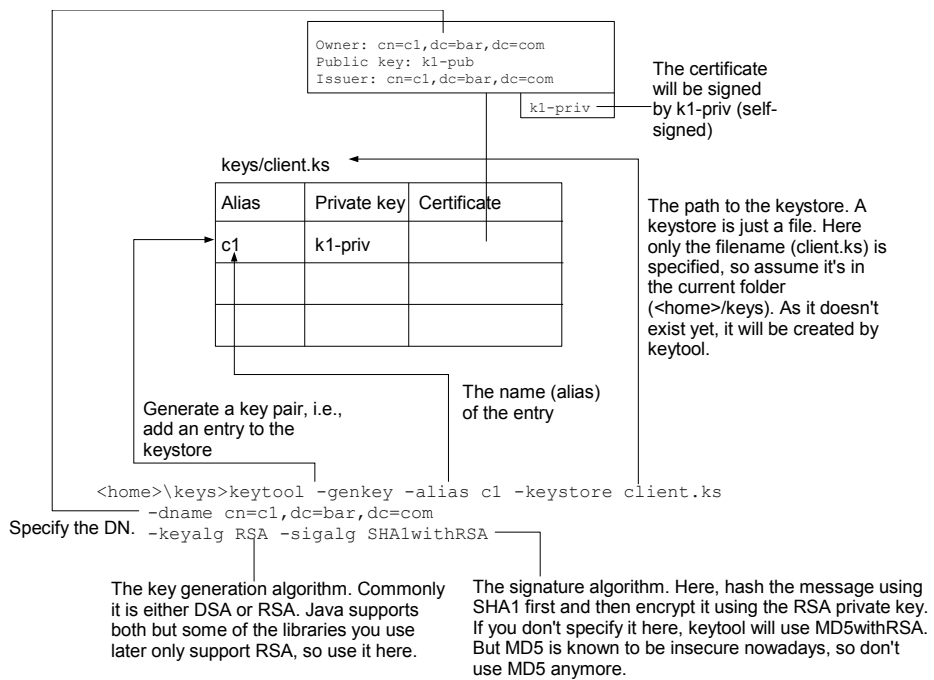 Owner: cn=c1,dc=bar,dc=com
Public key: k1-pub
Issuer: cn=c1,dc=bar,dc=com
k1-priv
The certificate
will be signed
by k1-priv (self-
signed)
keys/client.ks
Alias Private key Certificate
c1 k1-priv
The path to the keystore. A
keystore is just a file. Here
only the filename (client.ks) is
specified, so assume it's in
the current folder
(<home>/keys). As it doesn't
exist yet, it will be created by
keytool.
The name (alias)
of the entry
Generate a key pair, i.e.,
add an entry to the
keystore
<home>\keys>keytool -genkey -alias c1 -keystore client.ks
-dname cn=c1,dc=bar,dc=com
Specify the DN.
-keyalg RSA -sigalg SHA1withRSA
The key generation algorithm. Commonly
it is either DSA or RSA. Java supports
both but some of the libraries you use
later only support RSA, so use it here.
The signature algorithm. Here, hash the message using
SHA1 first and then encrypt it using the RSA private key.
If you don't specify it here, keytool will use MD5withRSA.
But MD5 is known to be insecure nowadays, so don't
use MD5 anymore.